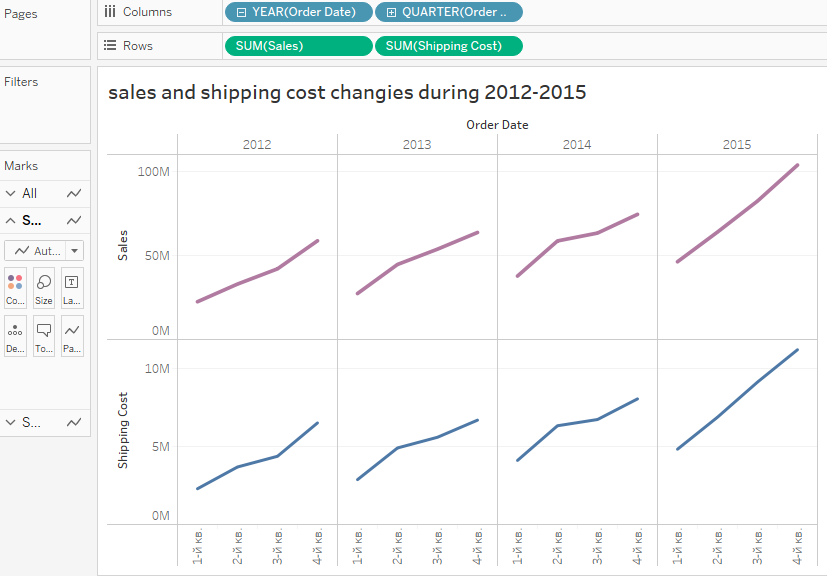 Pages
Columns
YEAR(Order Date)
QUARTER(Order ..
Rows
SUM(Sales)
SUM(Shipping Cost)
Filters
sales and shipping cost changies during 2012-2015
Order Date
2012
2013
2014
2015
Marks
All
S...
Aut...
Co...
Size
La...
De...
To...
Pa...
S...
Sales
100M
50M
0M
Shipping Cost
10M
5M
0M
1-й кв.
2-й кв.
3-й кв.
4-й кв.
1-й кв.
2-й кв.
3-й кв.
4-й кв.
1-й кв.
2-й кв.
3-й кв.
4-й кв.
1-й кв.
2-й кв.
3-й кв.
4-й кв.